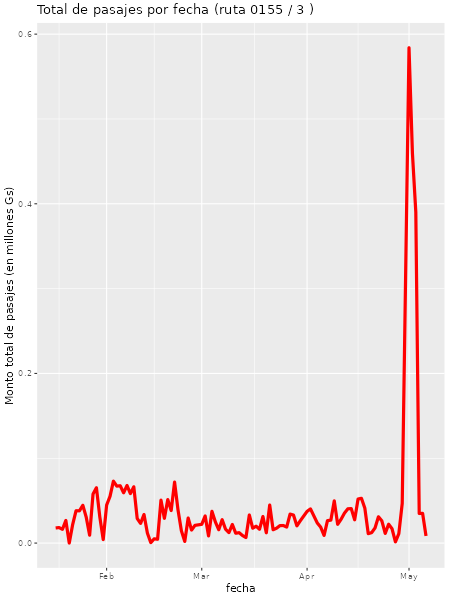 Total de pasajes por fecha (ruta 0155 / 3 )
Monto total de pasajes (en millones Gs)
0.6
0.4
0.2
0.0
Feb Mar Apr May
fecha